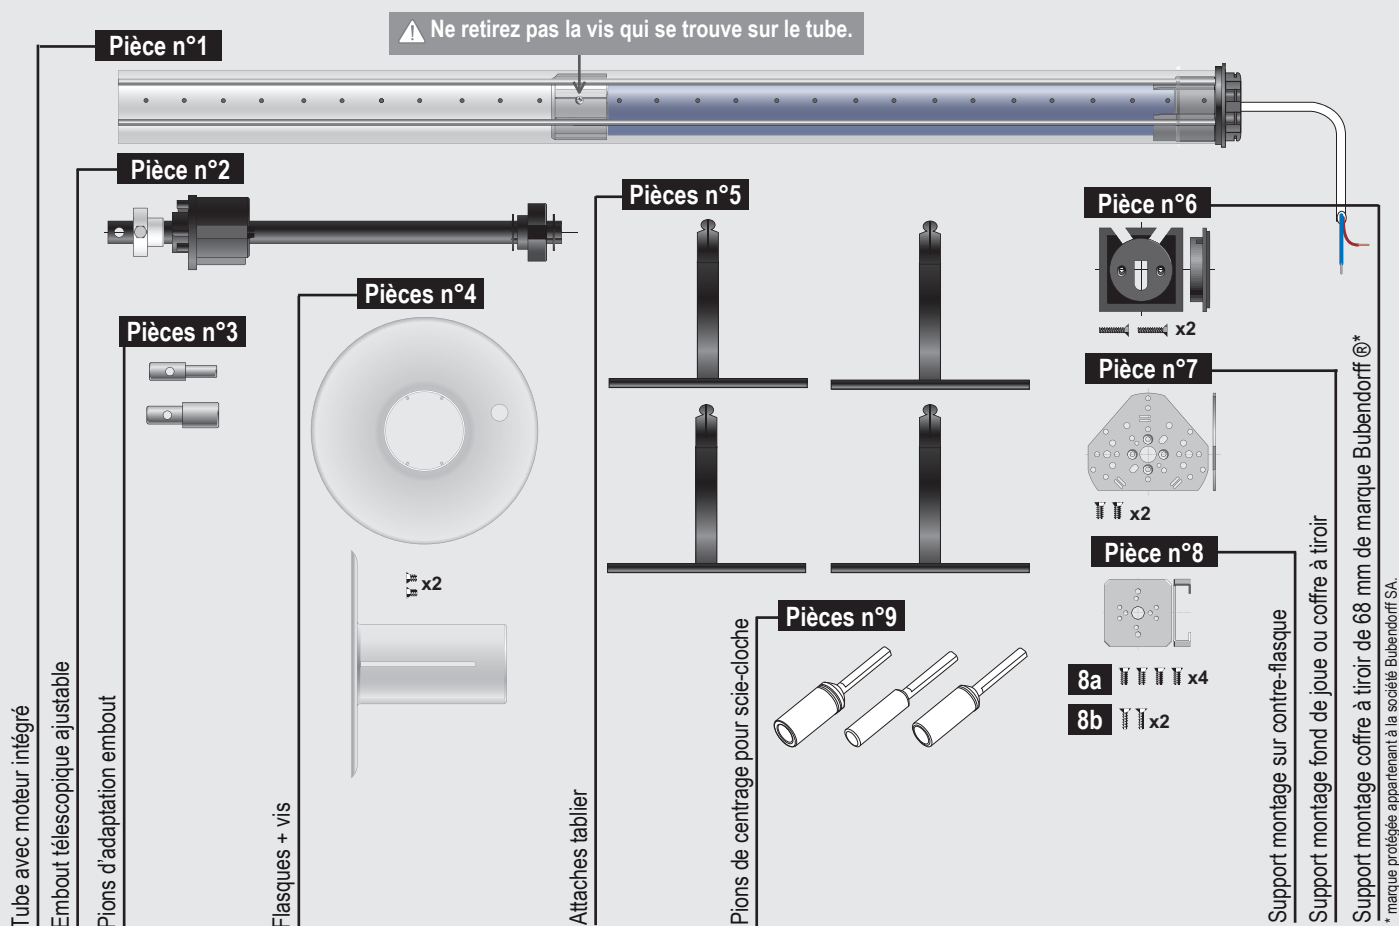 Ne retirez pas la vis qui se trouve sur le tube.
Pièce n°1
Pièce n°2
Pièces n°3
Pièces n°4
x2
Pièces n°5
Pièce n°6
x2
Pièce n°7
x2
Pièce n°8
8a
x4
8b
x2
Pièces n°9
Tube avec moteur intégré
Embout télescopique ajustable
Pions d'adaptation embout
Flasques + vis
Attaches tablier
Pions de centrage pour scie-cloche
Support montage sur contre-flasque
Support montage fond de joue ou coffre à tiroir
Support montage coffre à tiroir de 68 mm de marque Bubendorff ®*
* marque protégée appartenant à la société Bubendorff SA.